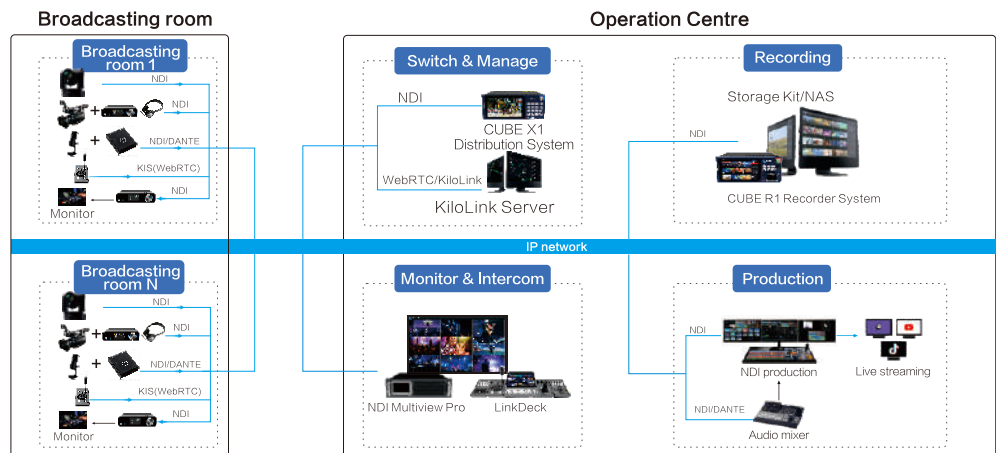 Broadcasting room
Operation Centre
Broadcasting
room 1
NDI
NDI
NDI/DANTE
KIS(WebRTC)
NDI
Monitor
Switch & Manage
NDI
CUBE X1
Distribution System
WebRTC/KiloLink
KiloLink Server
Recording
Storage Kit/NAS
NDI
CUBE R1 Recorder System
IP network
Broadcasting
room N
NDI
NDI
NDI/DANTE
KIS(WebRTC)
NDI
Monitor
Monitor & Intercom
NDI Multiview Pro
LinkDeck
Production
NDI
NDI production
Live streaming
NDI/DANTE
Audio mixer